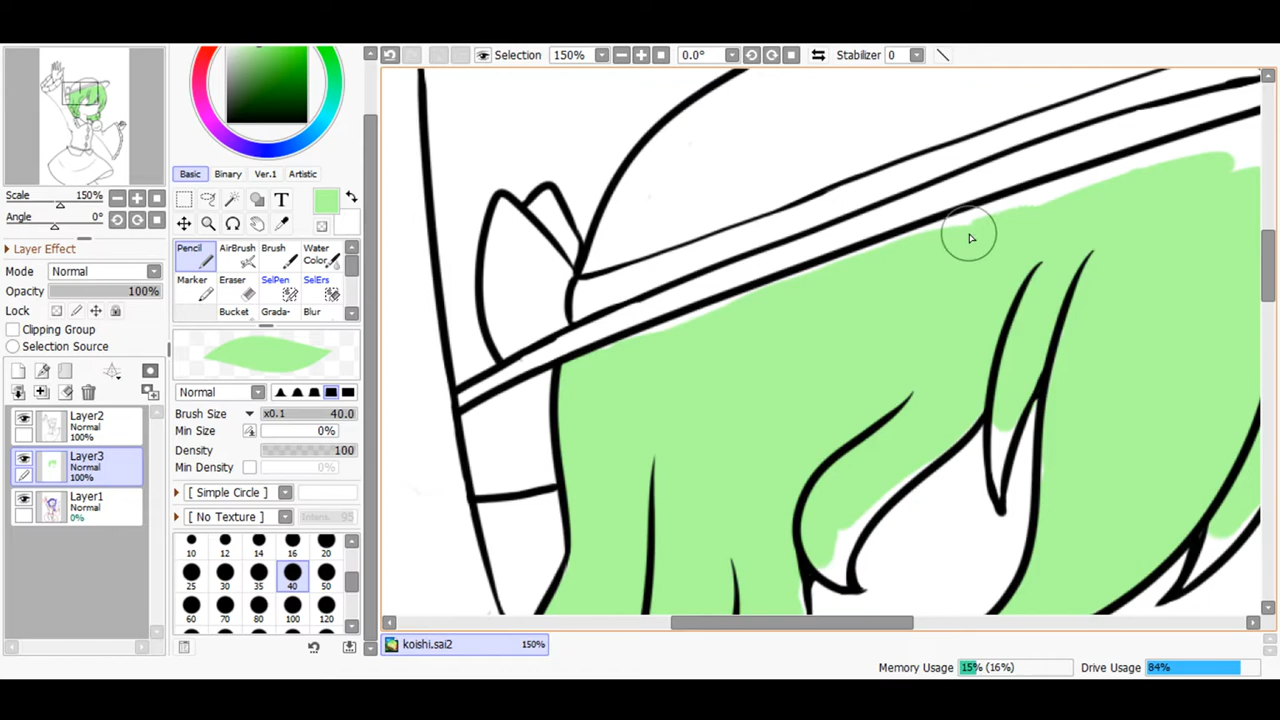 Selection 150% 0.0° Stabilizer 0
Basic Binary Ver.1 Artistic
T
Scale 150%
Angle 0°
Layer Effect
Mode Normal
Opacity 100%
Lock
Clipping Group
Selection Source
Layer2
Normal
100%
Layer3
Normal
100%
Layer1
Normal
0%
Pencil AirBrush Brush Water Color
Marker Eraser SelPen SelErs
Bucket Grada- Blur
Normal
Brush Size x0.1 40.0
Min Size 0%
Density 100
Min Density 0%
[ Simple Circle ]
[ No Texture ] Intens. 95
10 12 14 16 20
25 30 35 40 50
60 70 80 100 120
koishi.sai2 150%
Memory Usage 15% (16%) Drive Usage 84%